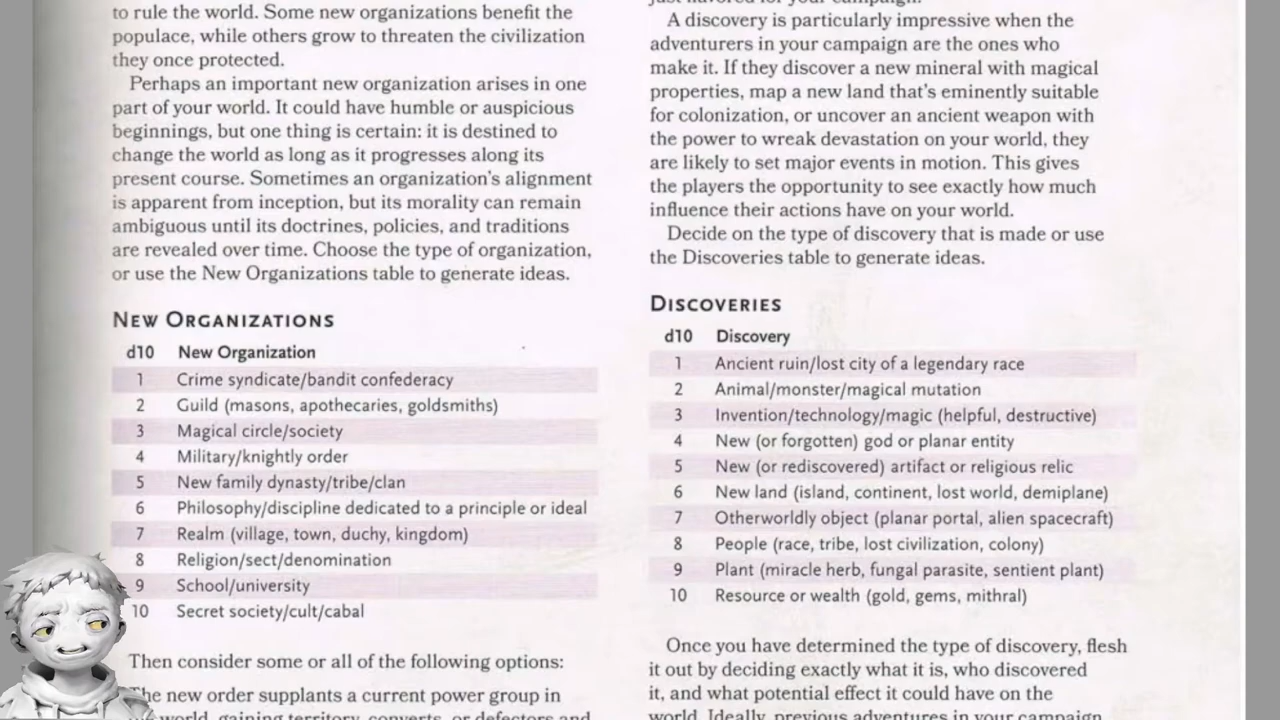 to rule the world. Some new organizations benefit the
populace, while others grow to threaten the civilization
they once protected.
Perhaps an important new organization arises in one
part of your world. It could have humble or auspicious
beginnings, but one thing is certain: it is destined to
change the world as long as it progresses along its
present course. Sometimes an organization's alignment
is apparent from inception, but its morality can remain
ambiguous until its doctrines, policies, and traditions
are revealed over time. Choose the type of organization,
or use the New Organizations table to generate ideas.
NEW ORGANIZATIONS
d10 New Organization
1 Crime syndicate/bandit confederacy
2 Guild (masons, apothecaries, goldsmiths)
3 Magical circle/society
4 Military/knightly order
5 New family dynasty/tribe/clan
6 Philosophy/discipline dedicated to a principle or ideal
7 Realm (village, town, duchy, kingdom)
8 Religion/sect/denomination
9 School/university
10 Secret society/cult/cabal
Then consider some or all of the following options:
The new order supplants a current power group in
world, gaining territory, converts, or defectors and
A discovery is particularly impressive when the
adventurers in your campaign are the ones who
make it. If they discover a new mineral with magical
properties, map a new land that's eminently suitable
for colonization, or uncover an ancient weapon with
the power to wreak devastation on your world, they
are likely to set major events in motion. This gives
the players the opportunity to see exactly how much
influence their actions have on your world.
Decide on the type of discovery that is made or use
the Discoveries table to generate ideas.
DISCOVERIES
d10 Discovery
1 Ancient ruin/lost city of a legendary race
2 Animal/monster/magical mutation
3 Invention/technology/magic (helpful, destructive)
4 New (or forgotten) god or planar entity
5 New (or rediscovered) artifact or religious relic
6 New land (island, continent, lost world, demiplane)
7 Otherworldly object (planar portal, alien spacecraft)
8 People (race, tribe, lost civilization, colony)
9 Plant (miracle herb, fungal parasite, sentient plant)
10 Resource or wealth (gold, gems, mithral)
Once you have determined the type of discovery, flesh
it out by deciding exactly what it is, who discovered
it, and what potential effect it could have on the
world. Ideally, previous adventures in your campaign